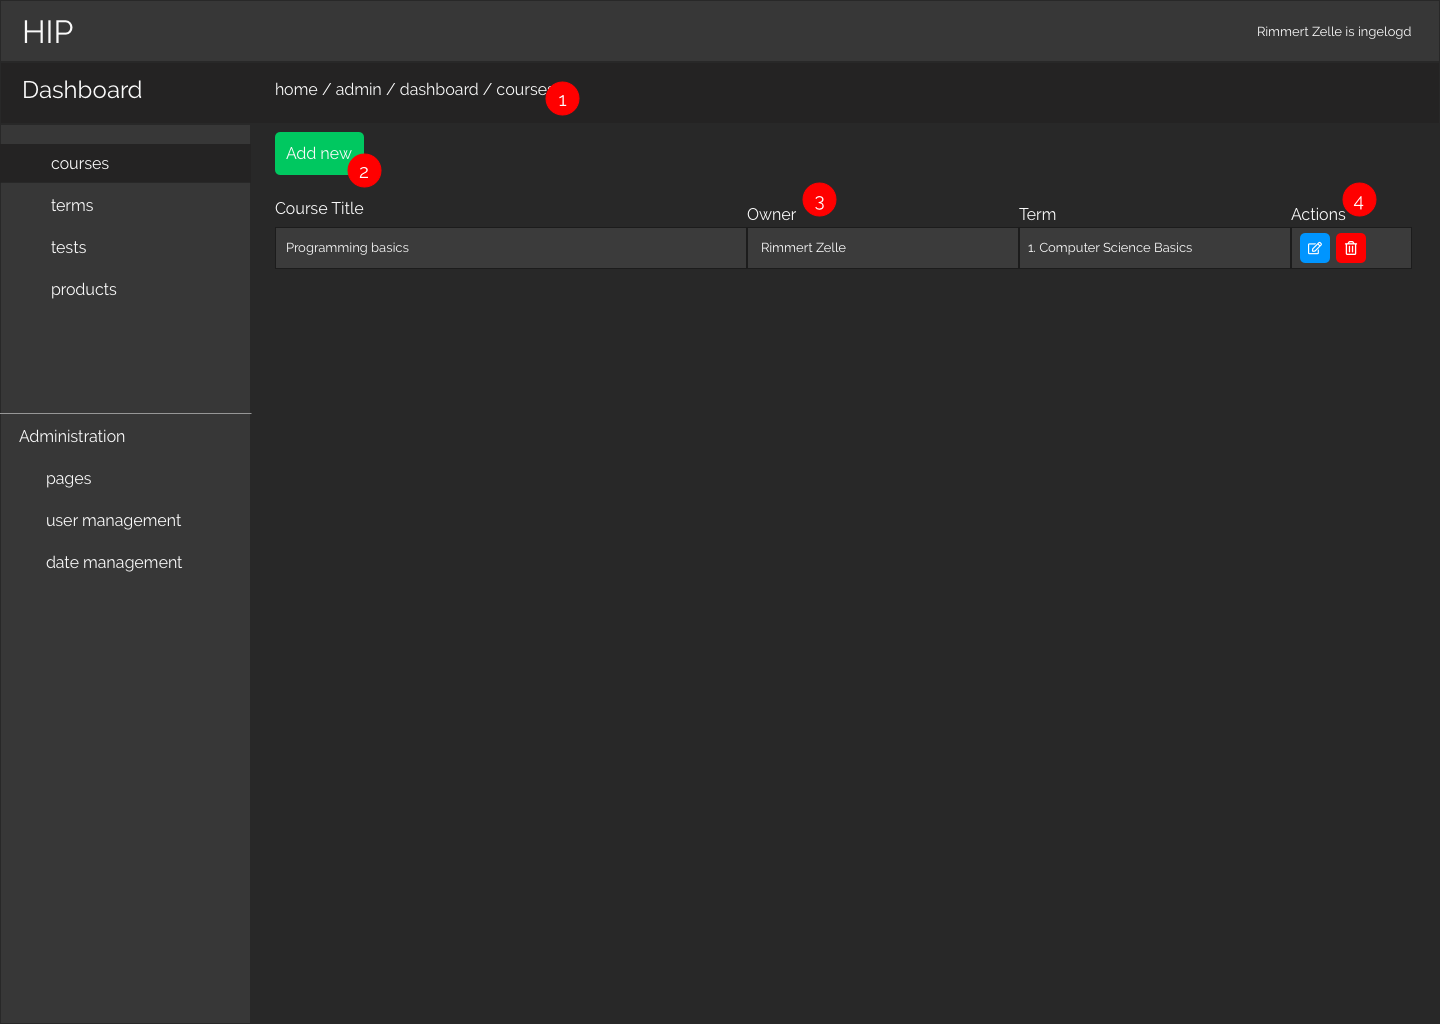 HIP
Rimmert Zelle is ingelogd
Dashboard
home / admin / dashboard / courses
1
Add new
2
courses
terms
tests
products
Administration
pages
user management
date management
Course Title
Owner
3
Term
Actions
4
Programming basics
Rimmert Zelle
1. Computer Science Basics